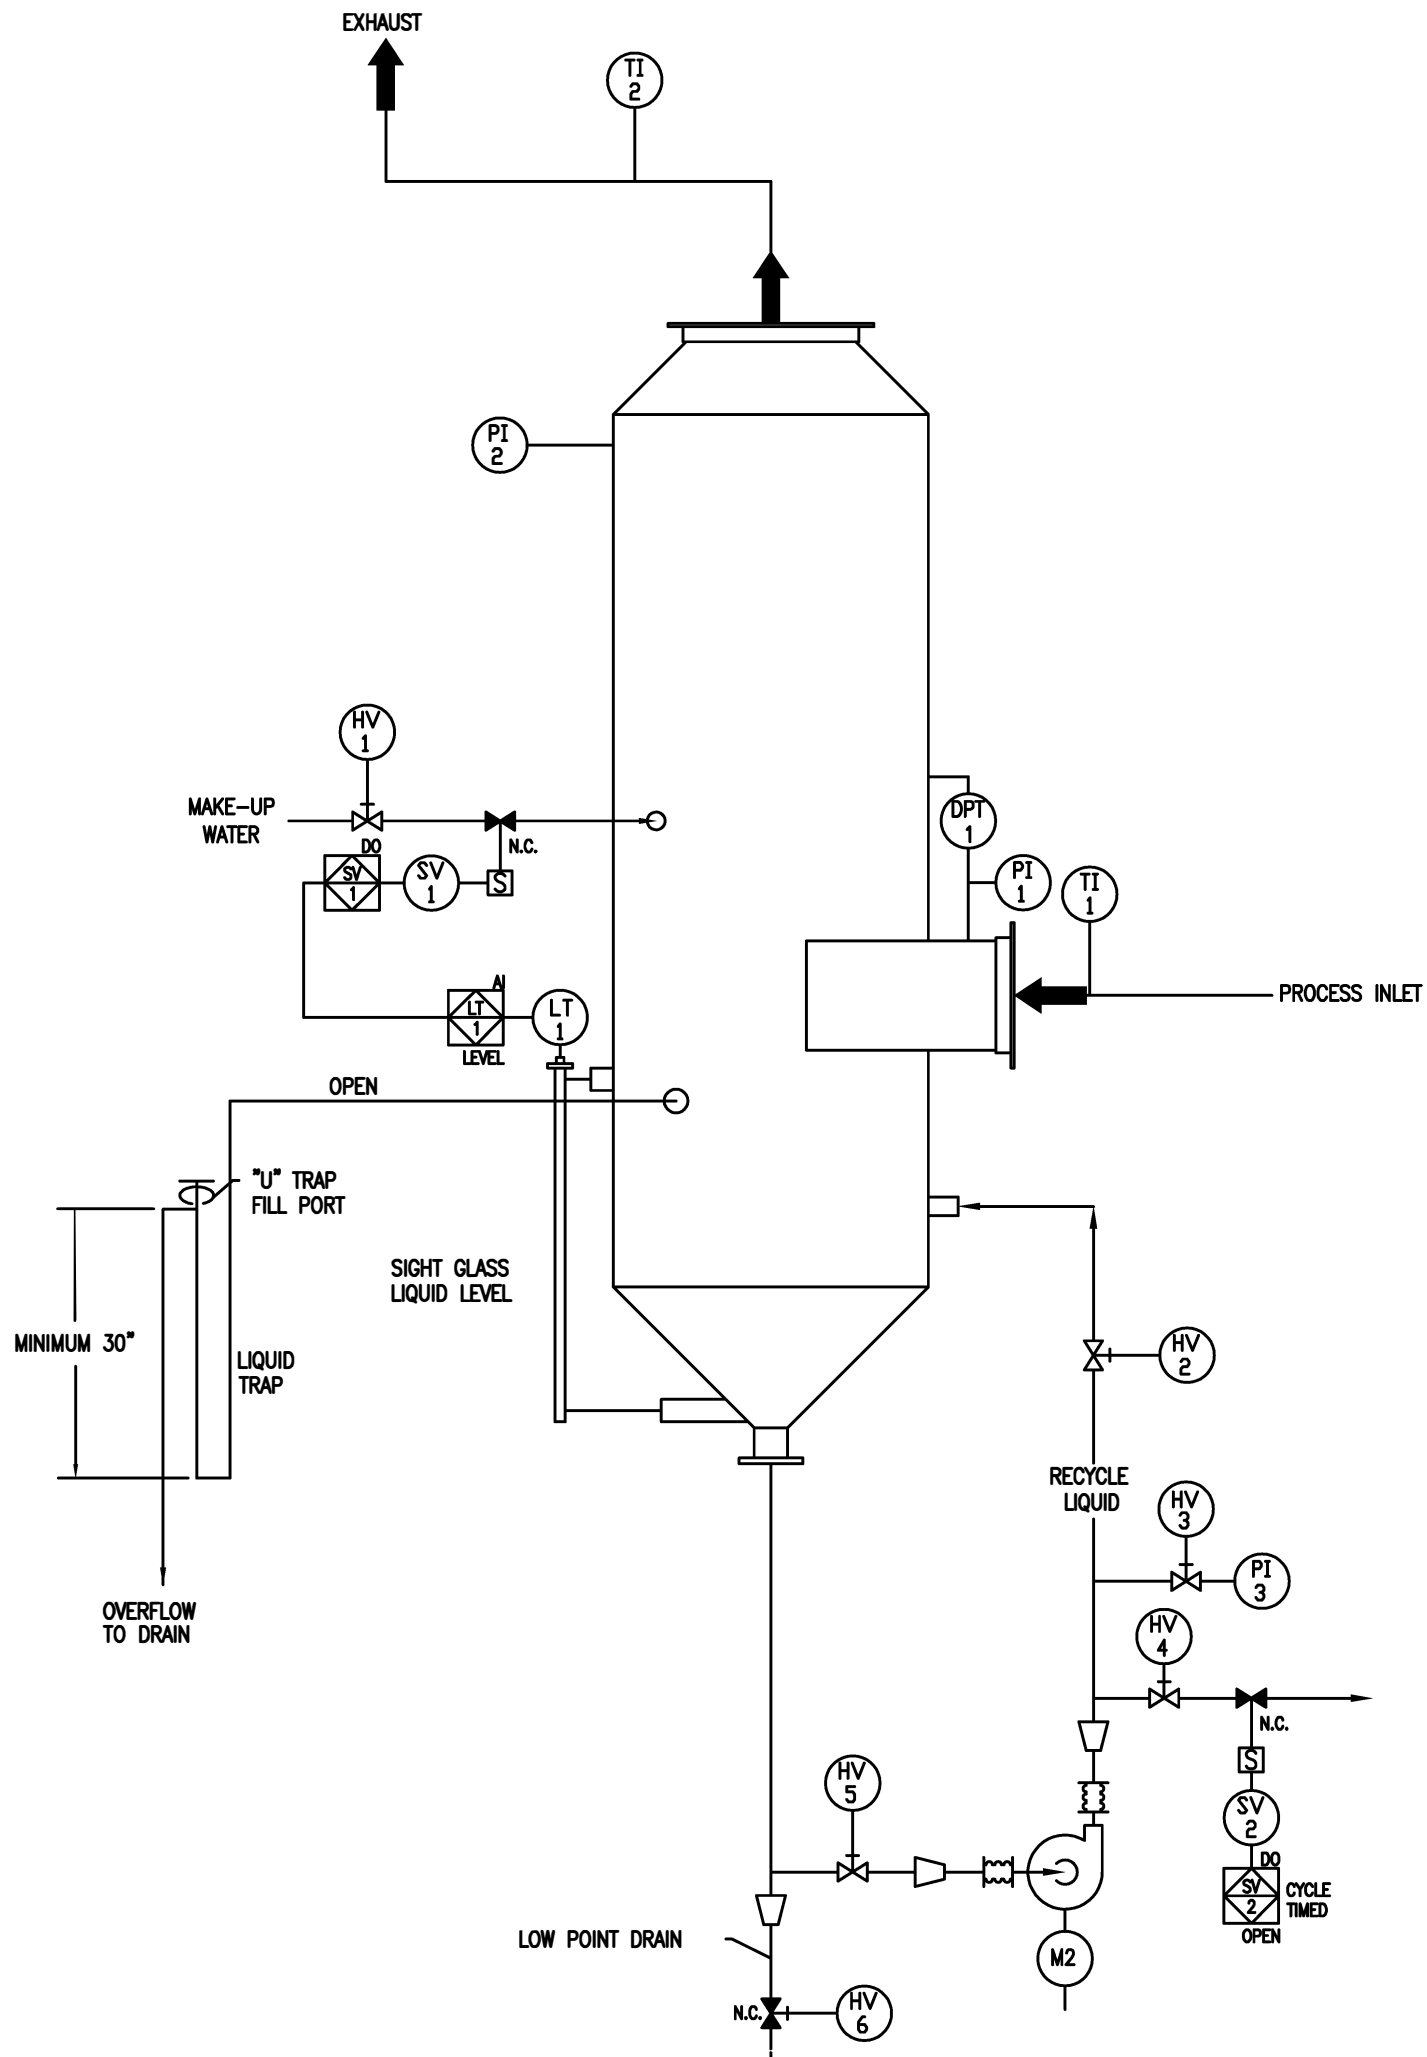 EXHAUST
TI
2
PI
2
HV
1
MAKE-UP
WATER
DO
N.C.
SV
1
SV
1
S
DPT
1
PI
1
TI
1
PROCESS INLET
AI
LT
1
LT
1
LEVEL
OPEN
"U" TRAP
FILL PORT
SIGHT GLASS
LIQUID LEVEL
MINIMUM 30"
LIQUID
TRAP
HV
2
RECYCLE
LIQUID
HV
3
PI
3
OVERFLOW
TO DRAIN
HV
4
N.C.
S
HV
5
SV
2
DO
SV
2
CYCLE
TIMED
OPEN
LOW POINT DRAIN
M2
N.C.
HV
6